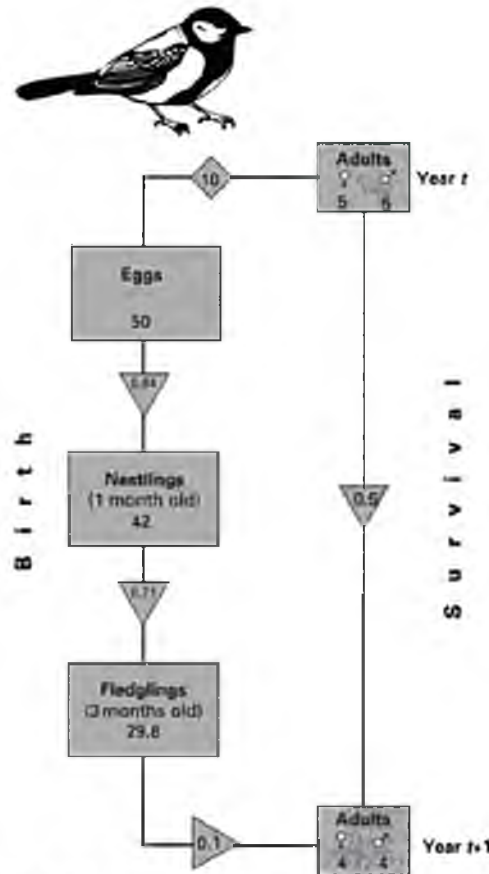 Adults
♀ ♂
5 5
Year t
10
Eggs
50
0.84
Nestlings
(1 month old)
42
0.71
Fledglings
(3 months old)
29.8
0.1
Adults
♀ ♂
4 4
Year t+1
0.5
Birth
Survival